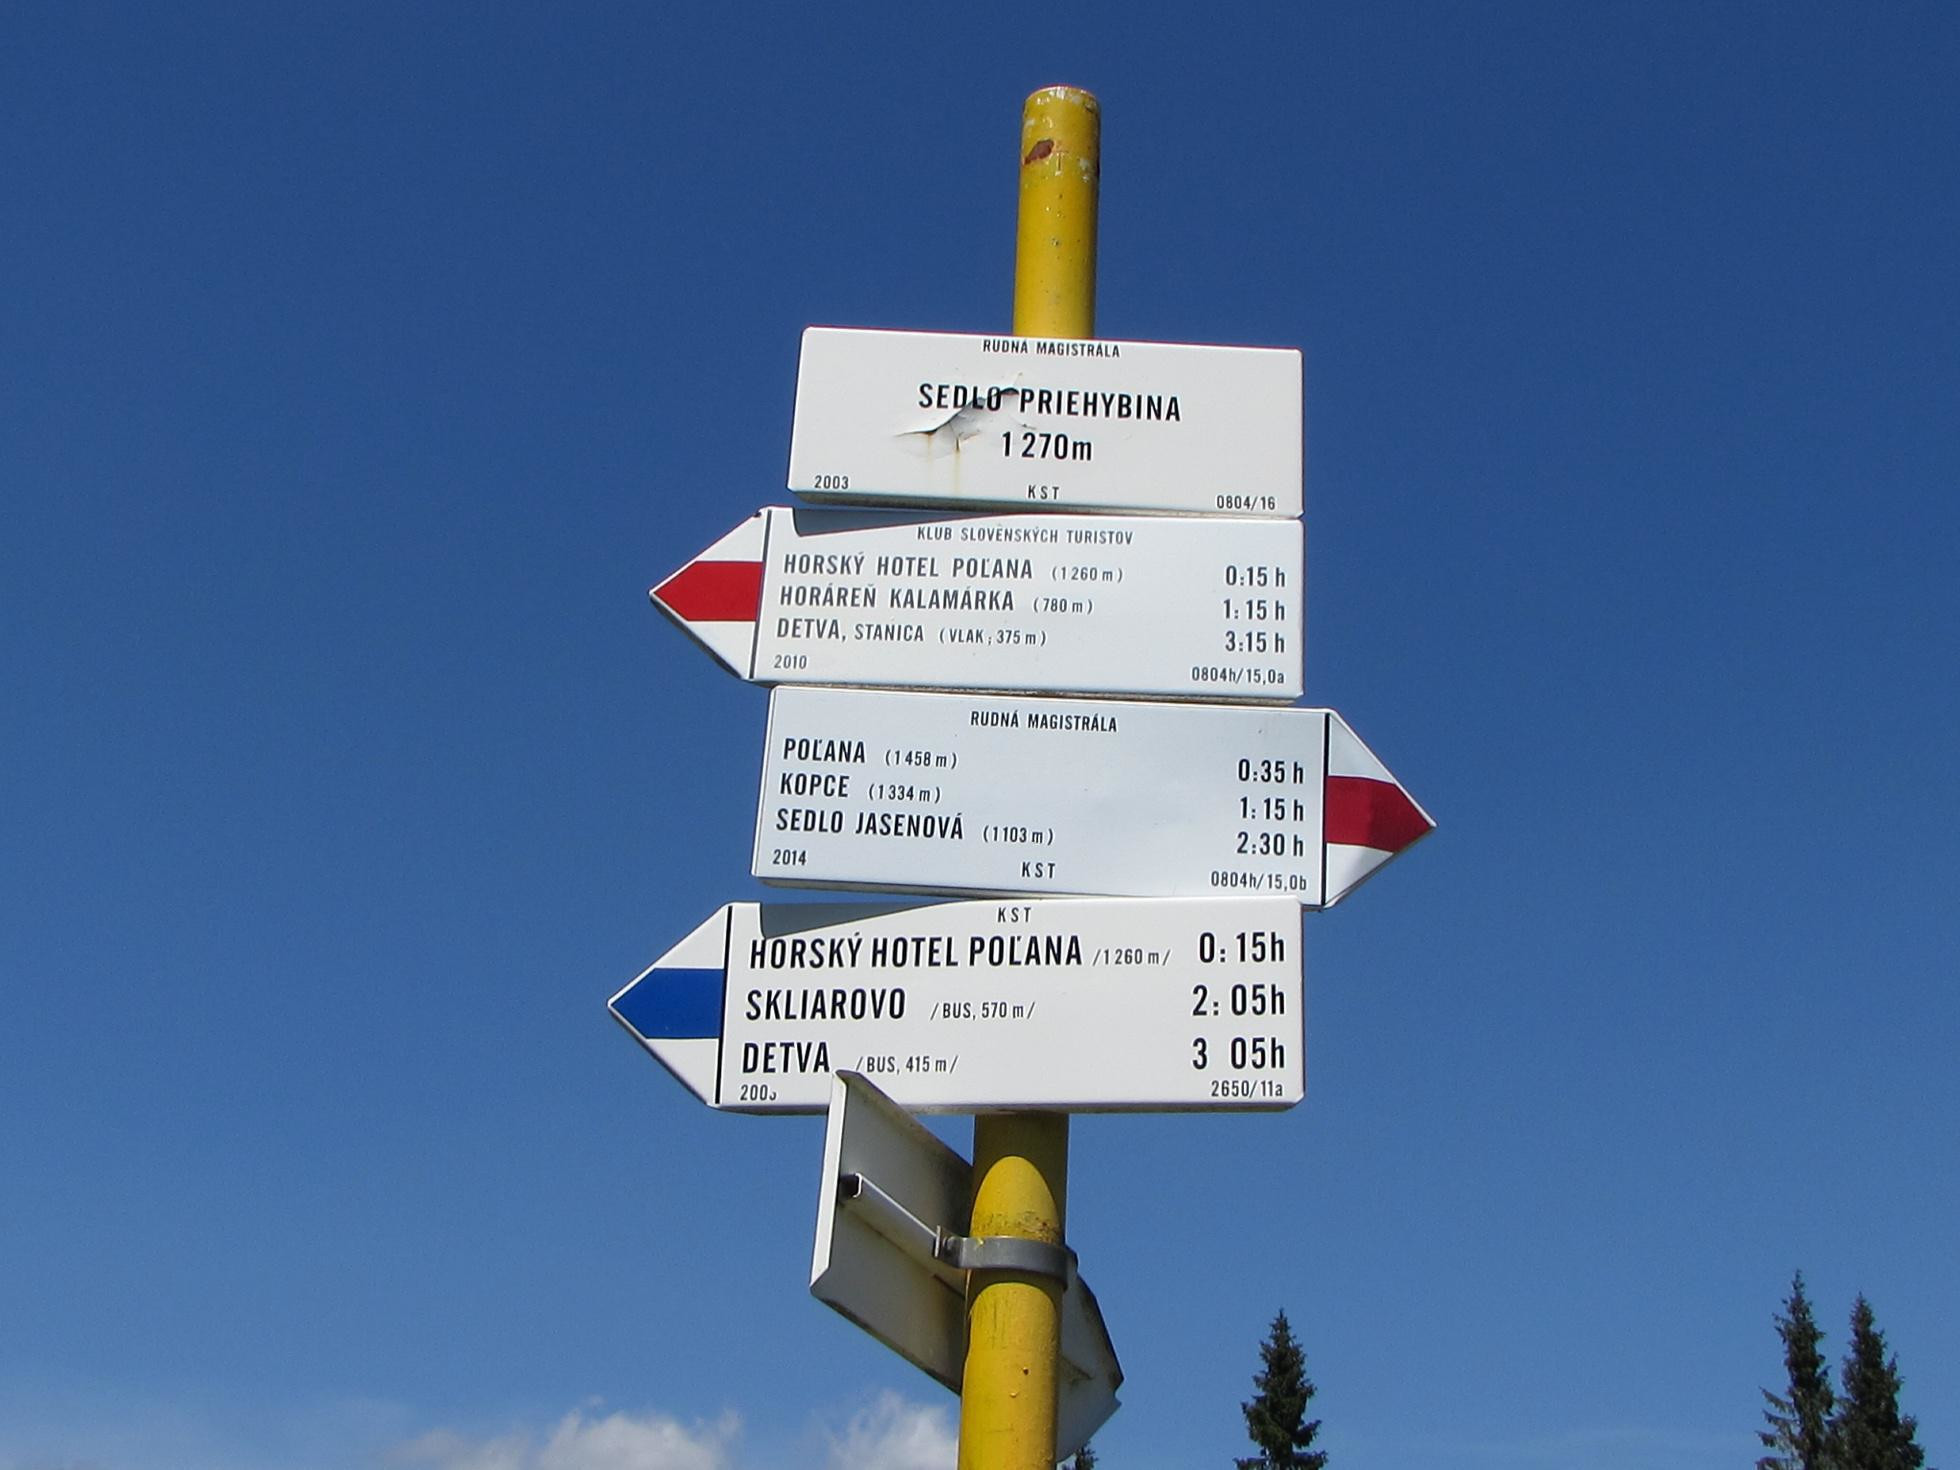 RUDNÁ MAGISTRÁLA
SEDLO PRIEHYBINA
1 270m
2003 KST 0804/16
KLUB SLOVENSKÝCH TURISTOV
HORSKÝ HOTEL POĽANA (1 260 m) 0:15 h
HORÁREŇ KALAMÁRKA (780 m) 1:15 h
DETVA, STANICA (VLAK; 375 m) 3:15 h
2010 0804h/15,0a
RUDNÁ MAGISTRÁLA
POĽANA (1 458 m) 0:35 h
KOPCE (1 334 m) 1:15 h
SEDLO JASENOVÁ (1103 m) 2:30 h
2014 KST 0804h/15,0b
KST
HORSKÝ HOTEL POĽANA /1 260 m/ 0:15h
SKLIAROVO /BUS, 570 m/ 2:05h
DETVA /BUS, 415 m/ 3 05h
2650/11a